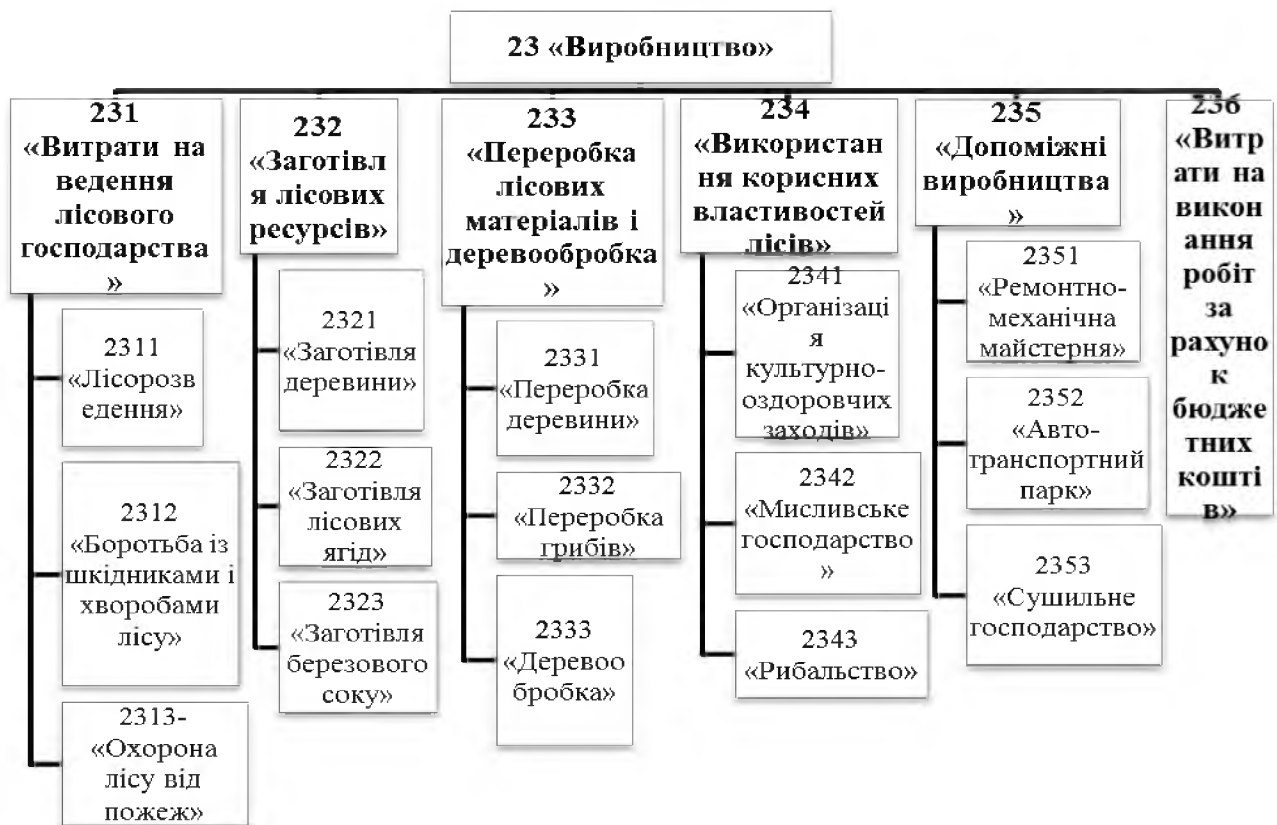 23 «Виробництво»
231
«Витрати на
ведення
лісового
господарства
»
2311
«Лісорозв
едення»
2312
«Боротьба із
шкідниками і
хворобами
лісу»
2313-
«Охорона
лісу від
пожеж»
232
«Заготівл
я лісових
ресурсів»
2321
«Заготівля
деревини»
2322
«Заготівля
лісових
ягід»
2323
«Заготівля
березового
соку»
233
«Переробка
лісових
матеріалів і
деревообробка
»
2331
«Переробка
деревини»
2332
«Переробка
грибів»
2333
«Деревоо
бробка»
234
«Використан
ня корисних
властивостей
лісів»
2341
«Організаці
я
культурно-
оздоровчих
заходів»
2342
«Мисливське
господарство
»
2343
«Рибальство»
235
«Допоміжні
виробництва
»
2351
«Ремонтно-
механічна
майстерня»
2352
«Авто-
транспортний
парк»
2353
«Сушильне
господарство»
236
«Витр
ати на
викон
ання
робіт
за
рахуно
к
бюдже
тних
кошті
в»